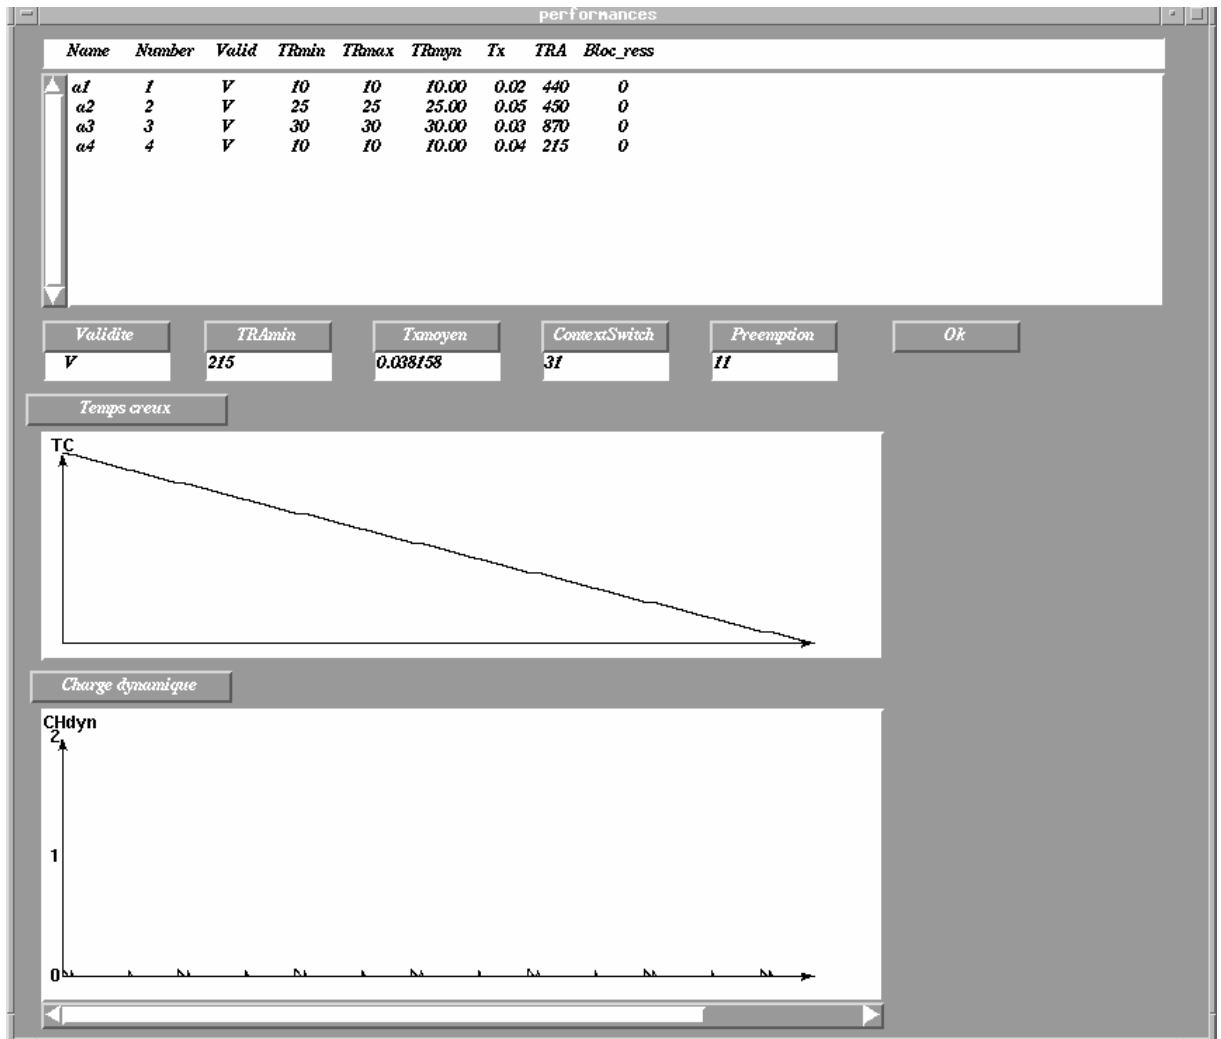 performances
Name Number Valid TRmin TRmax TRmyn Tx TRA Bloc_ress
a1 1 V 10 10 10.00 0.02 440 0
a2 2 V 25 25 25.00 0.05 450 0
a3 3 V 30 30 30.00 0.03 870 0
a4 4 V 10 10 10.00 0.04 215 0
Validite TRAmin Txmoyen ContextSwitch Preemption Ok
V 215 0.038158 31 11
Temps creux
TC
Charge dynamique
CHdyn
2
1
0